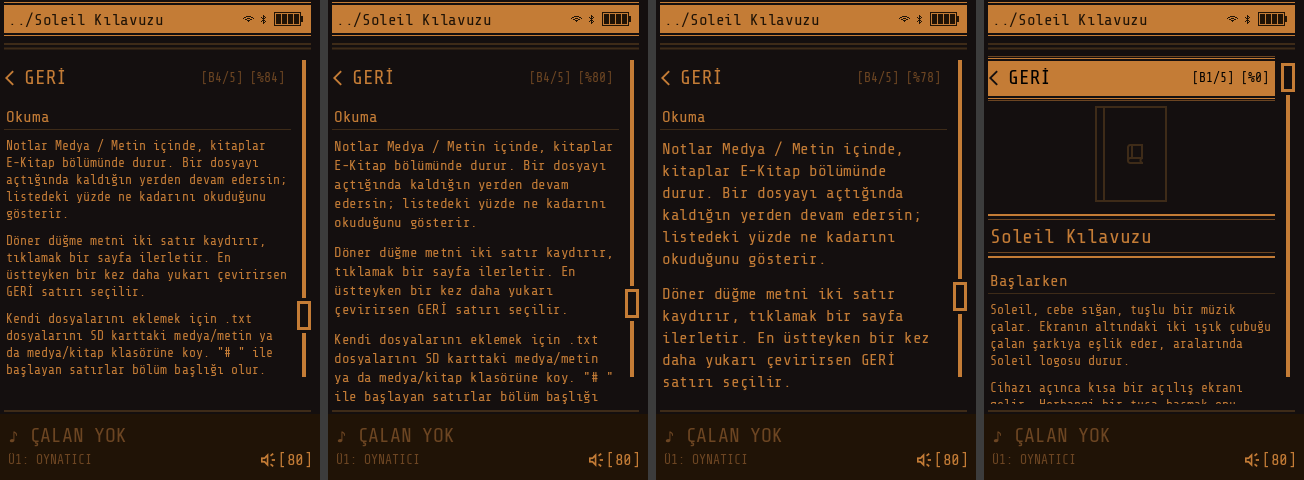 ../Soleil Kılavuzu
GERİ
[B4/5] [%84]
Okuma
Notlar Medya / Metin içinde, kitaplar
E-Kitap bölümünde durur. Bir dosyayı
açtığında kaldığın yerden devam edersin;
listedeki yüzde ne kadarını okuduğunu
gösterir.
Döner düğme metni iki satır kaydırır,
tıklamak bir sayfa ilerletir. En
üstteyken bir kez daha yukarı çevirirsen
GERİ satırı seçilir.
Kendi dosyalarını eklemek için .txt
dosyalarını SD karttaki medya/metin ya
da medya/kitap klasörüne koy. "# " ile
başlayan satırlar bölüm başlığı olur.
♪ ÇALAN YOK
Ü1: OYNATICI
[80]
../Soleil Kılavuzu
GERİ
[B4/5] [%80]
Okuma
Notlar Medya / Metin içinde, kitaplar
E-Kitap bölümünde durur. Bir dosyayı
açtığında kaldığın yerden devam
edersin; listedeki yüzde ne kadarını
okuduğunu gösterir.
Döner düğme metni iki satır kaydırır,
tıklamak bir sayfa ilerletir. En
üstteyken bir kez daha yukarı
çevirirsen GERİ satırı seçilir.
Kendi dosyalarını eklemek için .txt
dosyalarını SD karttaki medya/metin
ya da medya/kitap klasörüne koy. "# "
ile başlayan satırlar bölüm başlığı
♪ ÇALAN YOK
Ü1: OYNATICI
[80]
../Soleil Kılavuzu
GERİ
[B4/5] [%78]
Okuma
Notlar Medya / Metin içinde,
kitaplar E-Kitap bölümünde
durur. Bir dosyayı açtığında
kaldığın yerden devam edersin;
listedeki yüzde ne kadarını
okuduğunu gösterir.
Döner düğme metni iki satır
kaydırır, tıklamak bir sayfa
ilerletir. En üstteyken bir kez
daha yukarı çevirirsen GERİ
satırı seçilir.
♪ ÇALAN YOK
Ü1: OYNATICI
[80]
../Soleil Kılavuzu
GERİ
[B1/5] [%0]
Soleil Kılavuzu
Başlarken
Soleil, cebe sığan, tuşlu bir müzik
çalar. Ekranın altındaki iki ışık çubuğu
çalan şarkıya eşlik eder, aralarında
Soleil logosu durur.
Cihazı açınca kısa bir açılış ekranı
♪ ÇALAN YOK
Ü1: OYNATICI
[80]